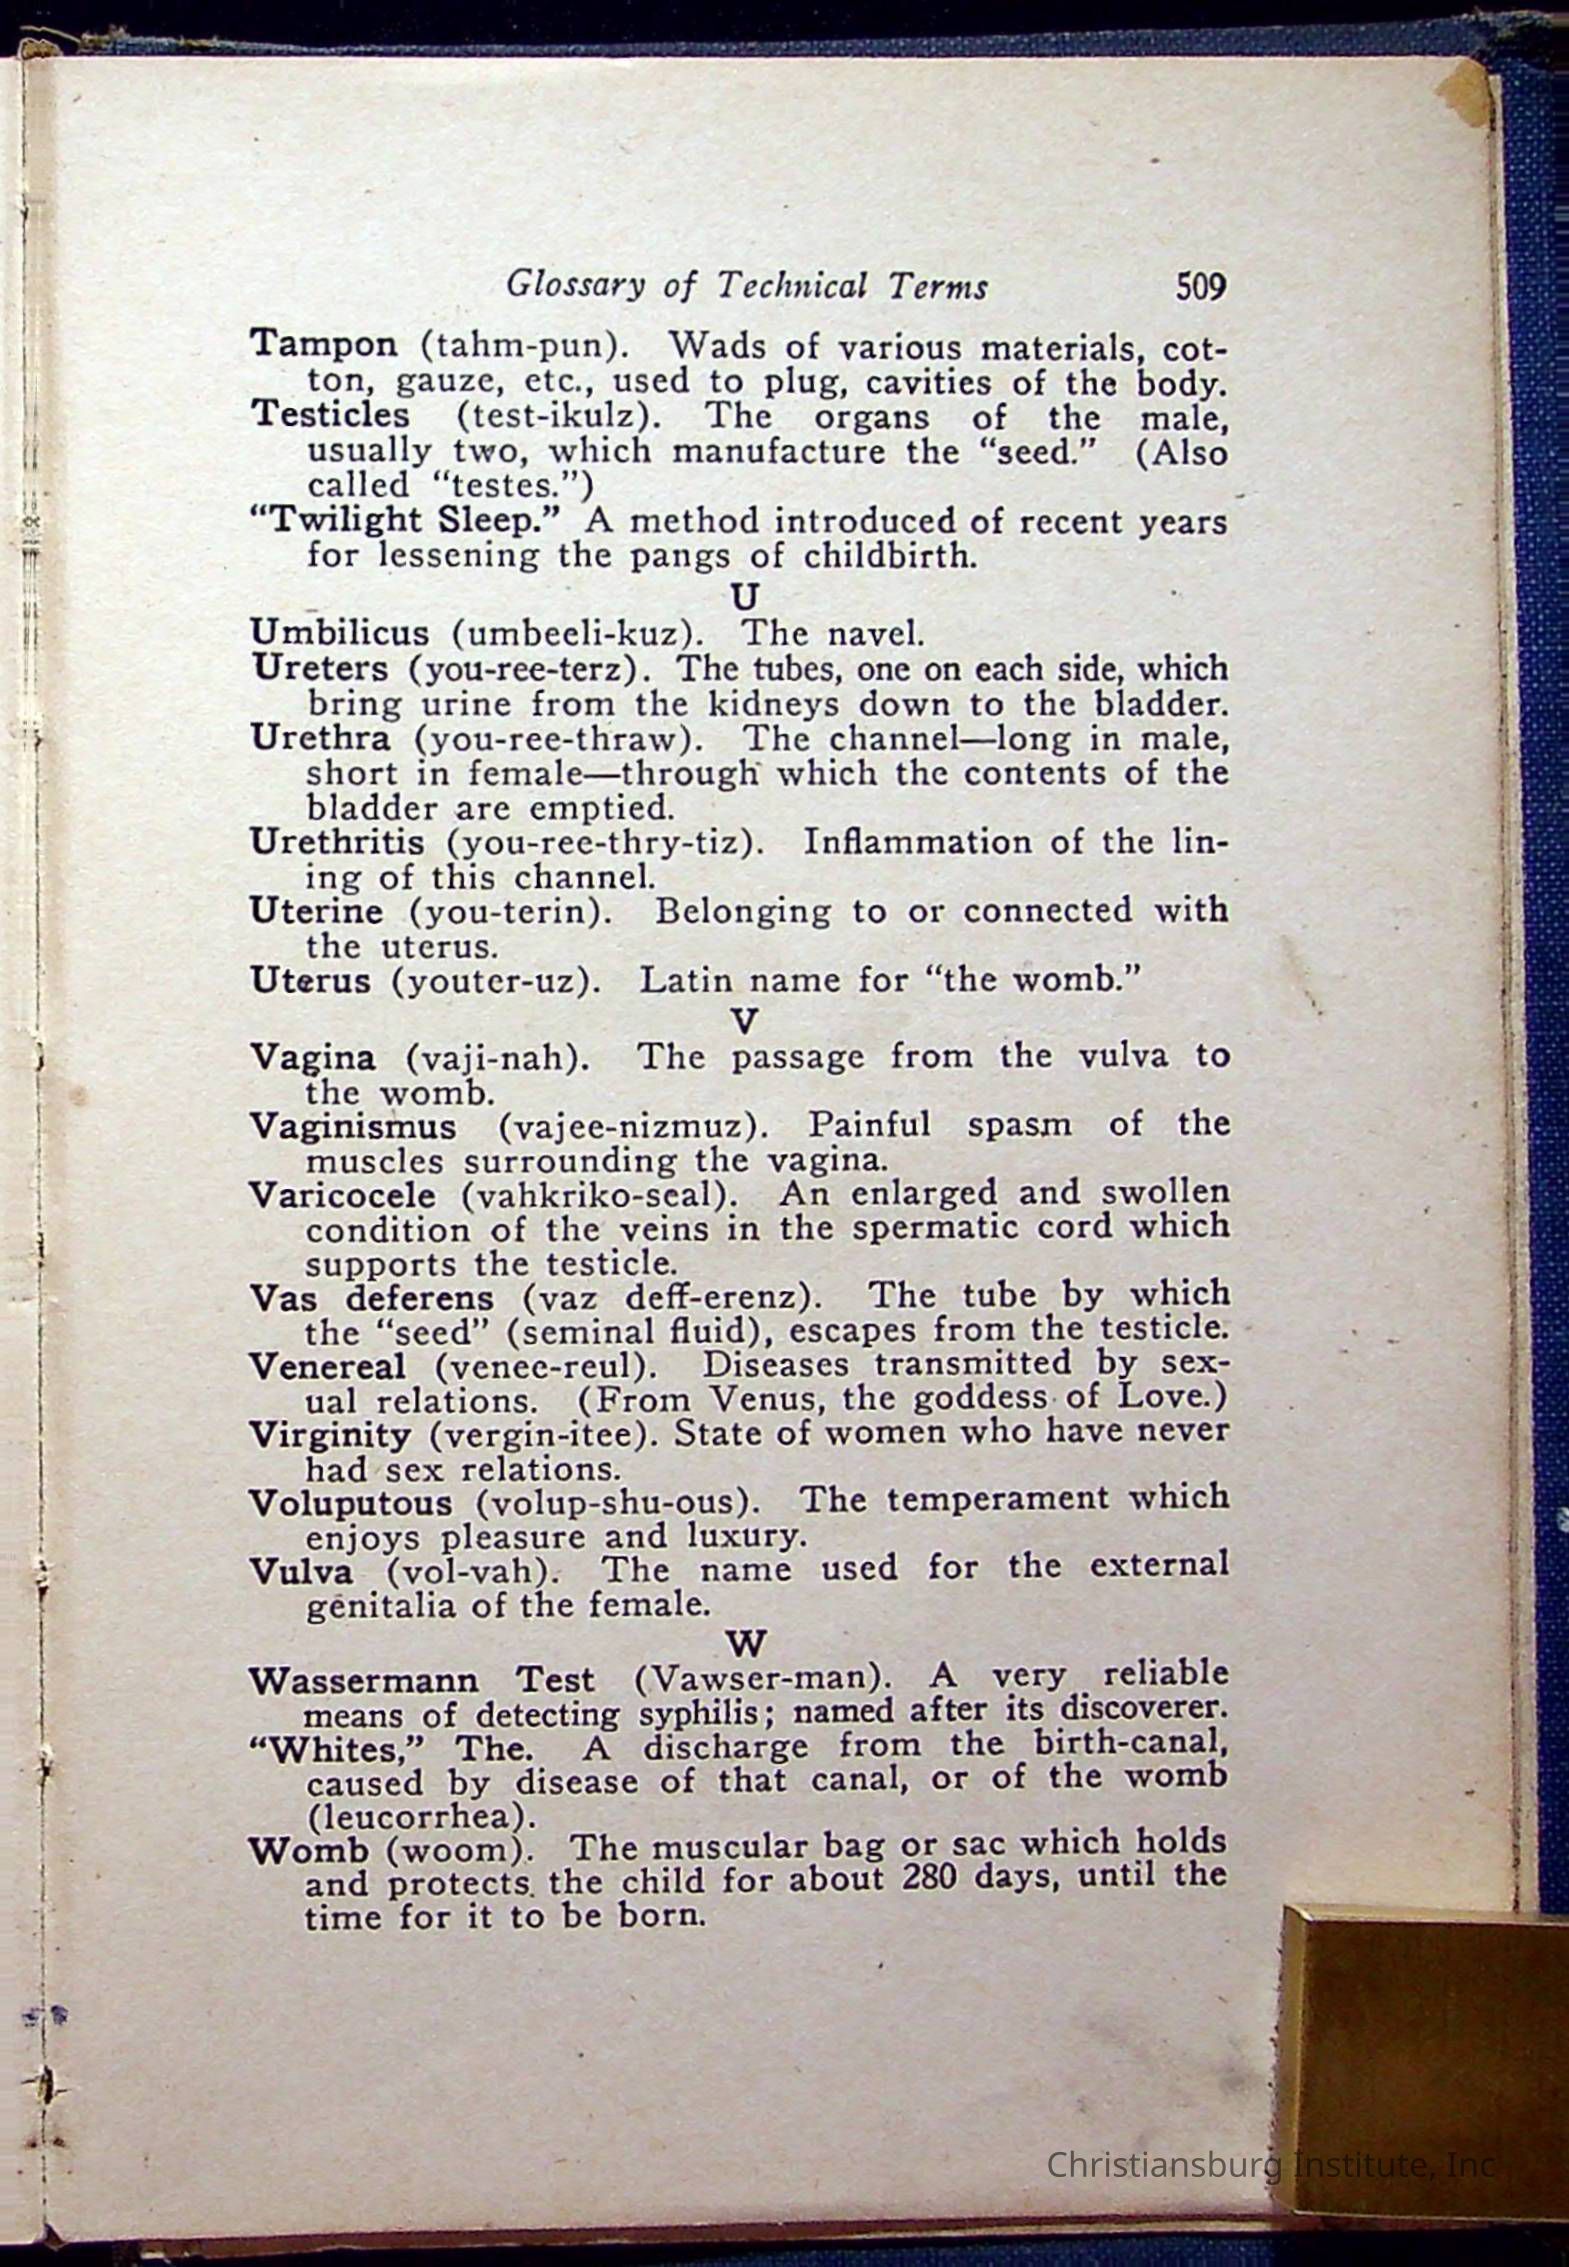 Glossary of Technical Terms 509
Tampon (tahm-pun). Wads of various materials, cot-
ton, gauze, etc., used to plug, cavities of the body.
Testicles (test-ikulz). The organs of the male,
usually two, which manufacture the “seed.” (Also
called “testes.”)
“Twilight Sleep.” A method introduced of recent years
for lessening the pangs of childbirth.
U
Umbilicus (umbeeli-kuz). The navel.
Ureters (you-ree-terz). The tubes, one on each side, which
bring urine from the kidneys down to the bladder.
Urethra (you-ree-thraw). The channel—long in male,
short in female—through which the contents of the
bladder are emptied.
Urethritis (you-ree-thry-tiz). Inflammation of the lin-
ing of this channel.
Uterine (you-terin). Belonging to or connected with
the uterus.
Uterus (youter-uz). Latin name for “the womb.”
V
Vagina (vaji-nah). The passage from the vulva to
the womb.
Vaginismus (vajee-nizmuz). Painful spasm of the
muscles surrounding the vagina.
Varicocele (vahkriko-seal). An enlarged and swollen
condition of the veins in the spermatic cord which
supports the testicle.
Vas deferens (vaz deff-erenz). The tube by which
the “seed” (seminal fluid), escapes from the testicle.
Venereal (venee-reul). Diseases transmitted by sex-
ual relations. (From Venus, the goddess of Love.)
Virginity (vergin-itee). State of women who have never
had sex relations.
Voluputous (volup-shu-ous). The temperament which
enjoys pleasure and luxury.
Vulva (vol-vah). The name used for the external
genitalia of the female.
W
Wassermann Test (Vawser-man). A very reliable
means of detecting syphilis; named after its discoverer.
“Whites,” The. A discharge from the birth-canal,
caused by disease of that canal, or of the womb
(leucorrhea).
Womb (woom). The muscular bag or sac which holds
and protects the child for about 280 days, until the
time for it to be born.
Christiansburg Institute, Inc